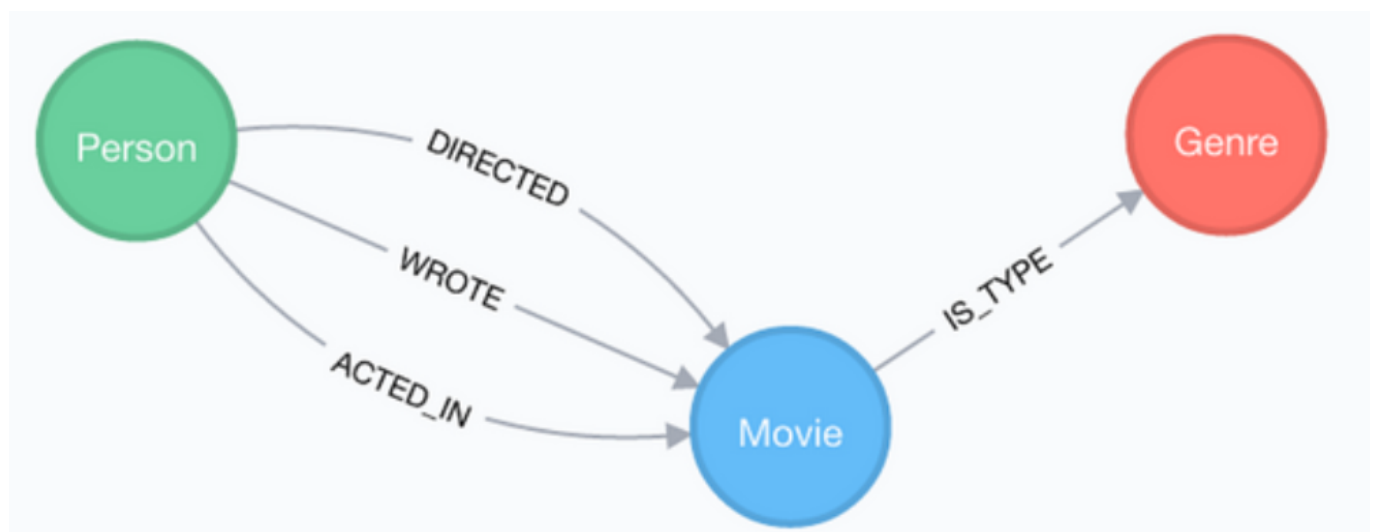 Person
DIRECTED
WROTE
ACTED_IN
Movie
IS_TYPE
Genre